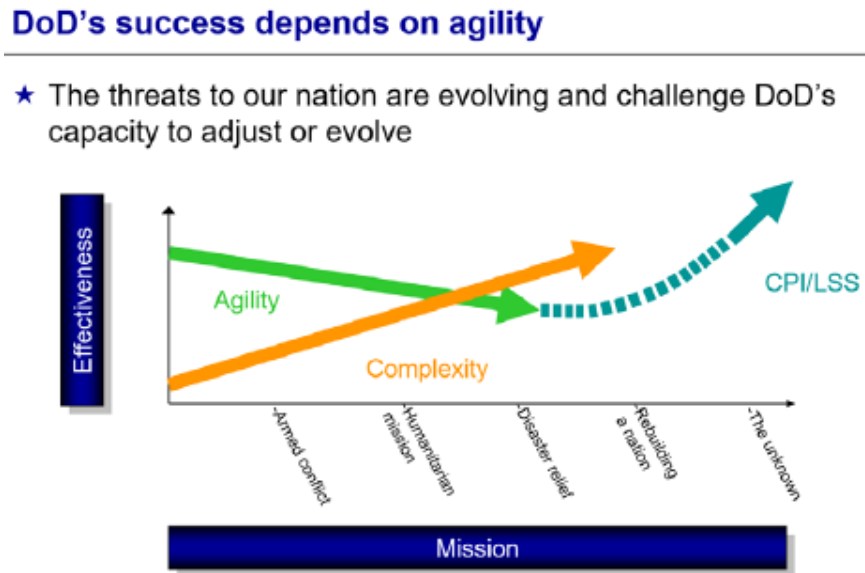 DoD's success depends on agility
★ The threats to our nation are evolving and challenge DoD's
capacity to adjust or evolve
Effectiveness
Agility
Complexity
CPI/LSS
-Armed conflict
-Humanitarian
mission
-Disaster relief
-Rebuilding
a nation
-The unknown
Mission